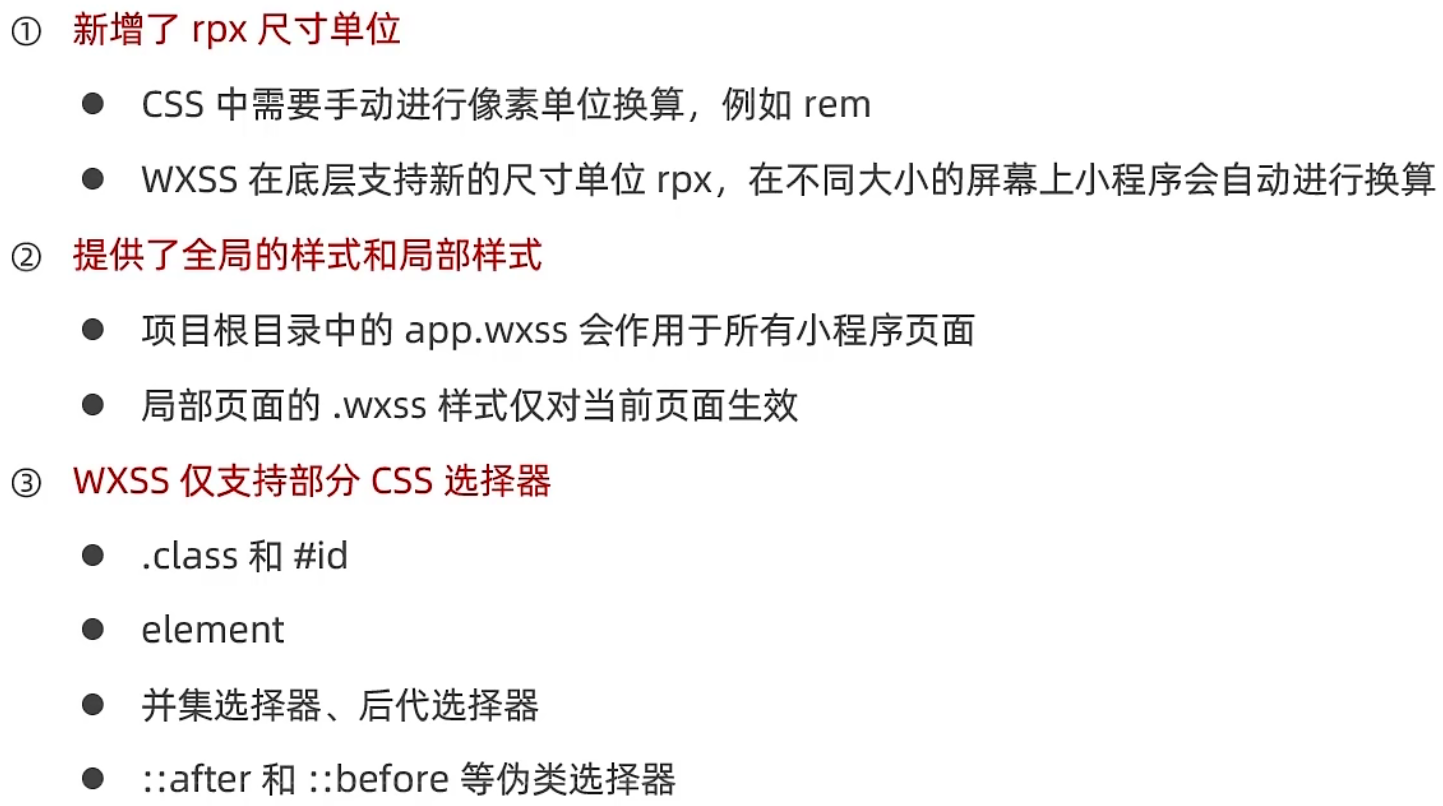 ① 新增了 rpx 尺寸单位
● CSS 中需要手动进行像素单位换算，例如 rem
● WXSS 在底层支持新的尺寸单位 rpx，在不同大小的屏幕上小程序会自动进行换算
② 提供了全局的样式和局部样式
● 项目根目录中的 app.wxss 会作用于所有小程序页面
● 局部页面的 .wxss 样式仅对当前页面生效
③ WXSS 仅支持部分 CSS 选择器
● .class 和 #id
● element
● 并集选择器、后代选择器
● ::after 和 ::before 等伪类选择器